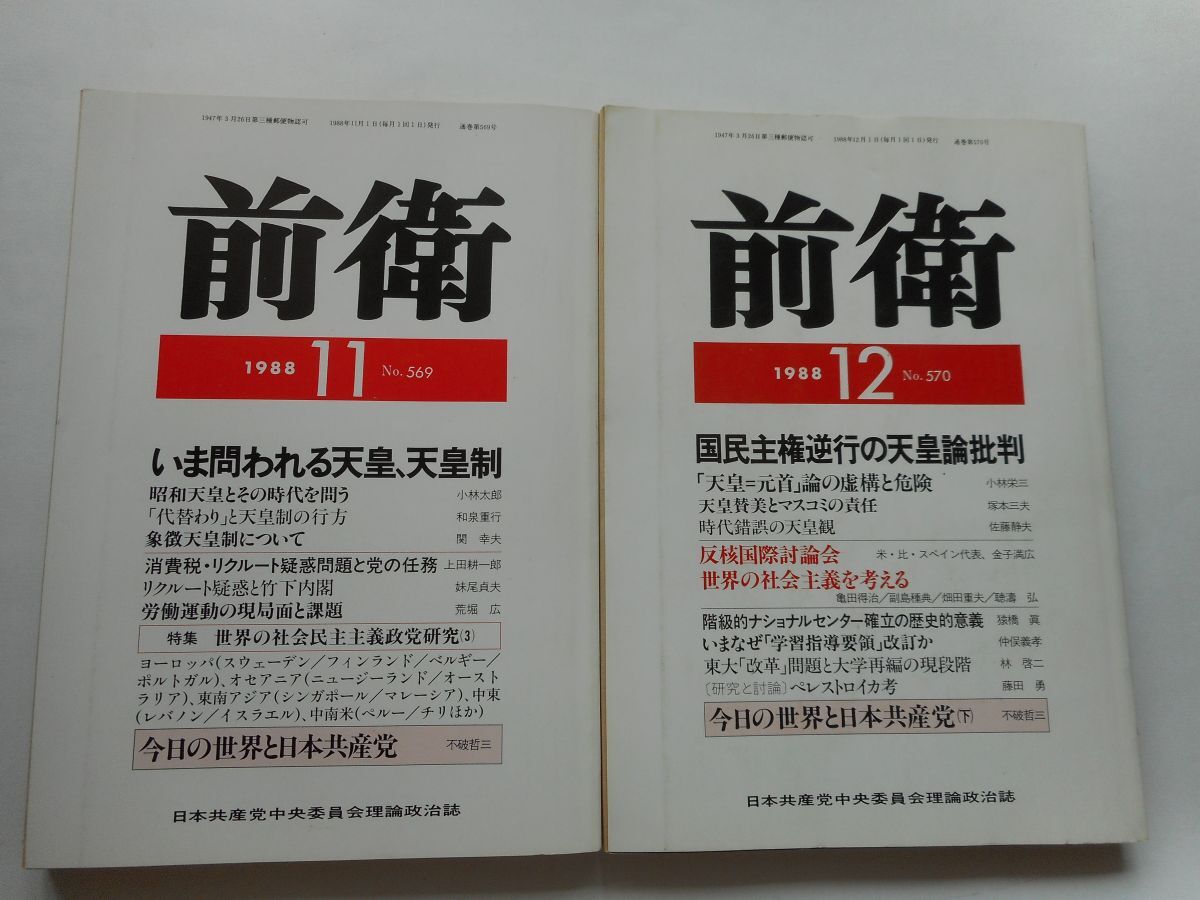 1947年3月26日第三種郵便物認可 1988年11月1日(毎月1回1日)発行 通巻第569号
前衛
1988 11 No. 569
いま問われる天皇、天皇制
昭和天皇とその時代を問う 小林太郎
「代替わり」と天皇制の行方 和泉重行
象徴天皇制について 関 幸夫
消費税・リクルート疑惑問題と党の任務 上田耕一郎
リクルート疑惑と竹下内閣 妹尾貞夫
労働運動の現局面と課題 荒堀 広
特集 世界の社会民主主義政党研究(3)
ヨーロッパ(スウェーデン/フィンランド/ベルギー/
ポルトガル)、オセアニア(ニュージーランド/オースト
ラリア)、東南アジア(シンガポール/マレーシア)、中東
(レバノン/イスラエル)、中南米(ペルー/チリほか)
今日の世界と日本共産党 不破哲三
日本共産党中央委員会理論政治誌
1947年3月26日第三種郵便物認可 1988年12月1日(毎月1回1日)発行 通巻第570号
前衛
1988 12 No. 570
国民主権逆行の天皇論批判
「天皇=元首」論の虚構と危険 小林栄三
天皇賛美とマスコミの責任 塚本三夫
時代錯誤の天皇観 佐藤静夫
反核国際討論会 米・比・スペイン代表、金子満広
世界の社会主義を考える
亀田得治/副島種典/畑田重夫/聴濤 弘
階級的ナショナルセンター確立の歴史的意義 猿橋 眞
いまなぜ「学習指導要領」改訂か 仲俣義孝
東大「改革」問題と大学再編の現段階 林 啓二
〔研究と討論〕ペレストロイカ考 藤田 勇
今日の世界と日本共産党(下) 不破哲三
日本共産党中央委員会理論政治誌